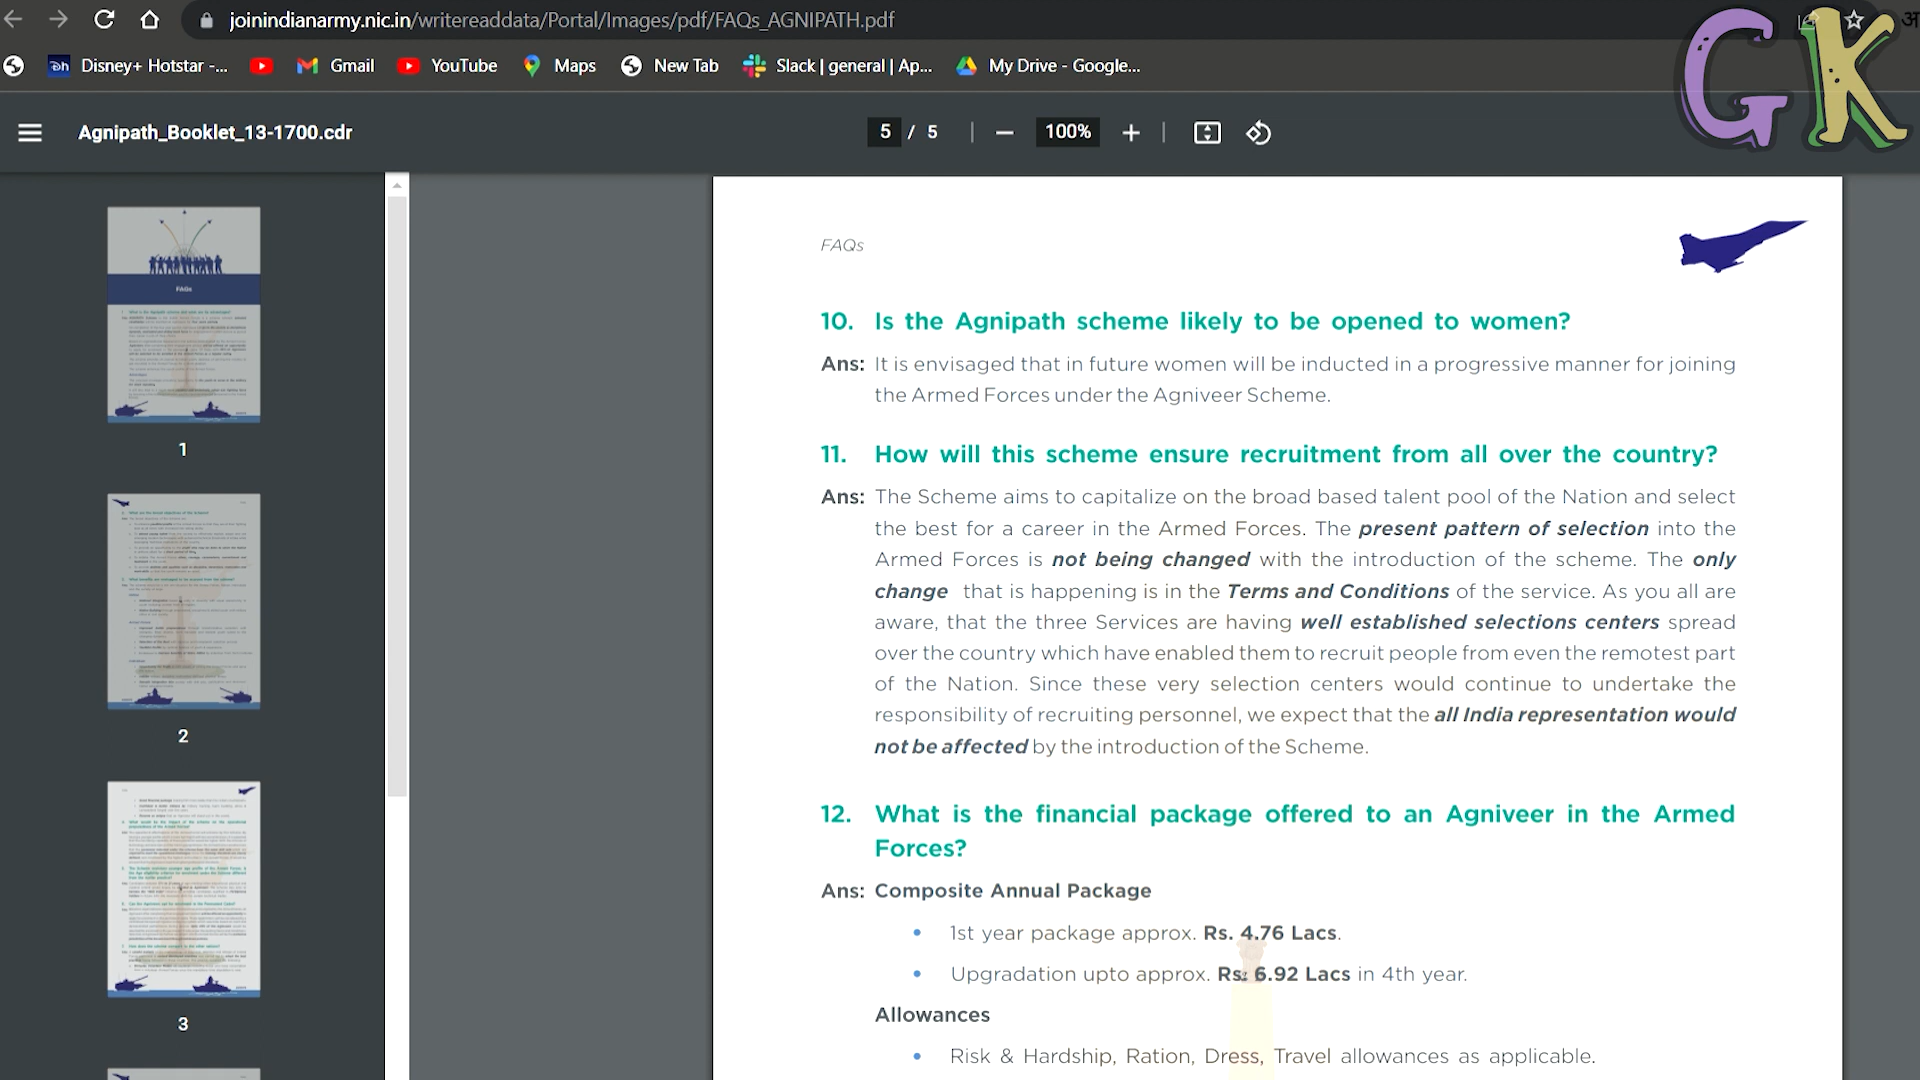 joinindianarmy.nic.in/writereaddata/Portal/Images/pdf/FAQs_AGNIPATH.pdf
Disney+ Hotstar -...
Gmail
YouTube
Maps
New Tab
Slack | general | Ap...
My Drive - Google...
GK
Agnipath_Booklet_13-1700.cdr
5 / 5
100%
FAQs
1
2
3
FAQs
10. Is the Agnipath scheme likely to be opened to women?
Ans: It is envisaged that in future women will be inducted in a progressive manner for joining
the Armed Forces under the Agniveer Scheme.
11. How will this scheme ensure recruitment from all over the country?
Ans: The Scheme aims to capitalize on the broad based talent pool of the Nation and select
the best for a career in the Armed Forces. The present pattern of selection into the
Armed Forces is not being changed with the introduction of the scheme. The only
change that is happening is in the Terms and Conditions of the service. As you all are
aware, that the three Services are having well established selections centers spread
over the country which have enabled them to recruit people from even the remotest part
of the Nation. Since these very selection centers would continue to undertake the
responsibility of recruiting personnel, we expect that the all India representation would
not be affected by the introduction of the Scheme.
12. What is the financial package offered to an Agniveer in the Armed
Forces?
Ans: Composite Annual Package
• 1st year package approx. Rs. 4.76 Lacs.
• Upgradation upto approx. Rs. 6.92 Lacs in 4th year.
Allowances
• Risk & Hardship, Ration, Dress, Travel allowances as applicable.